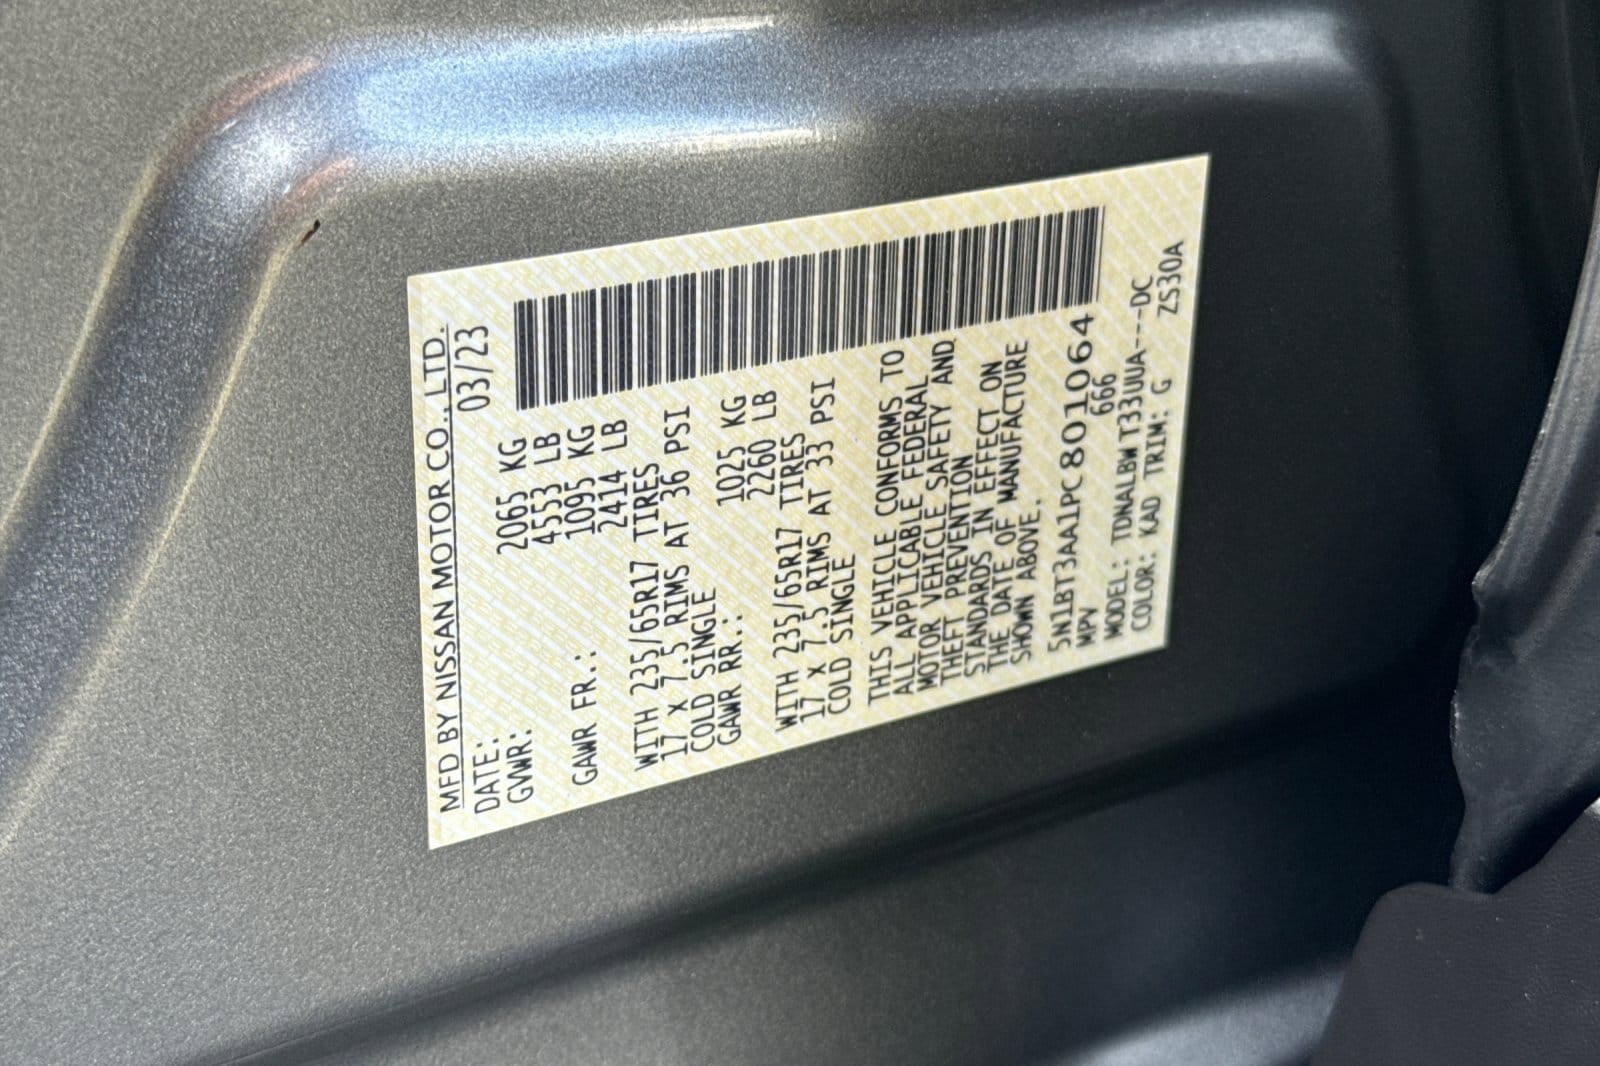 MFD BY NISSAN MOTOR CO., LTD.
DATE: 03/23
GVWR: 2065 KG
4553 LB
GAWR FR.: 1095 KG
2414 LB
WITH 235/65R17 TIRES
17 x 7.5 RIMS AT 36 PSI
COLD SINGLE
GAWR RR.: 1025 KG
2260 LB
WITH 235/65R17 TIRES
17 x 7.5 RIMS AT 33 PSI
COLD SINGLE
THIS VEHICLE CONFORMS TO
ALL APPLICABLE FEDERAL
MOTOR VEHICLE SAFETY AND
THEFT PREVENTION
STANDARDS IN EFFECT ON
THE DATE OF MANUFACTURE
SHOWN ABOVE.
5N1BT3AA1PC801064
MPV 666
MODEL: TDNALBW T33UUA---DC
COLOR: KAD TRIM: G ZS30A